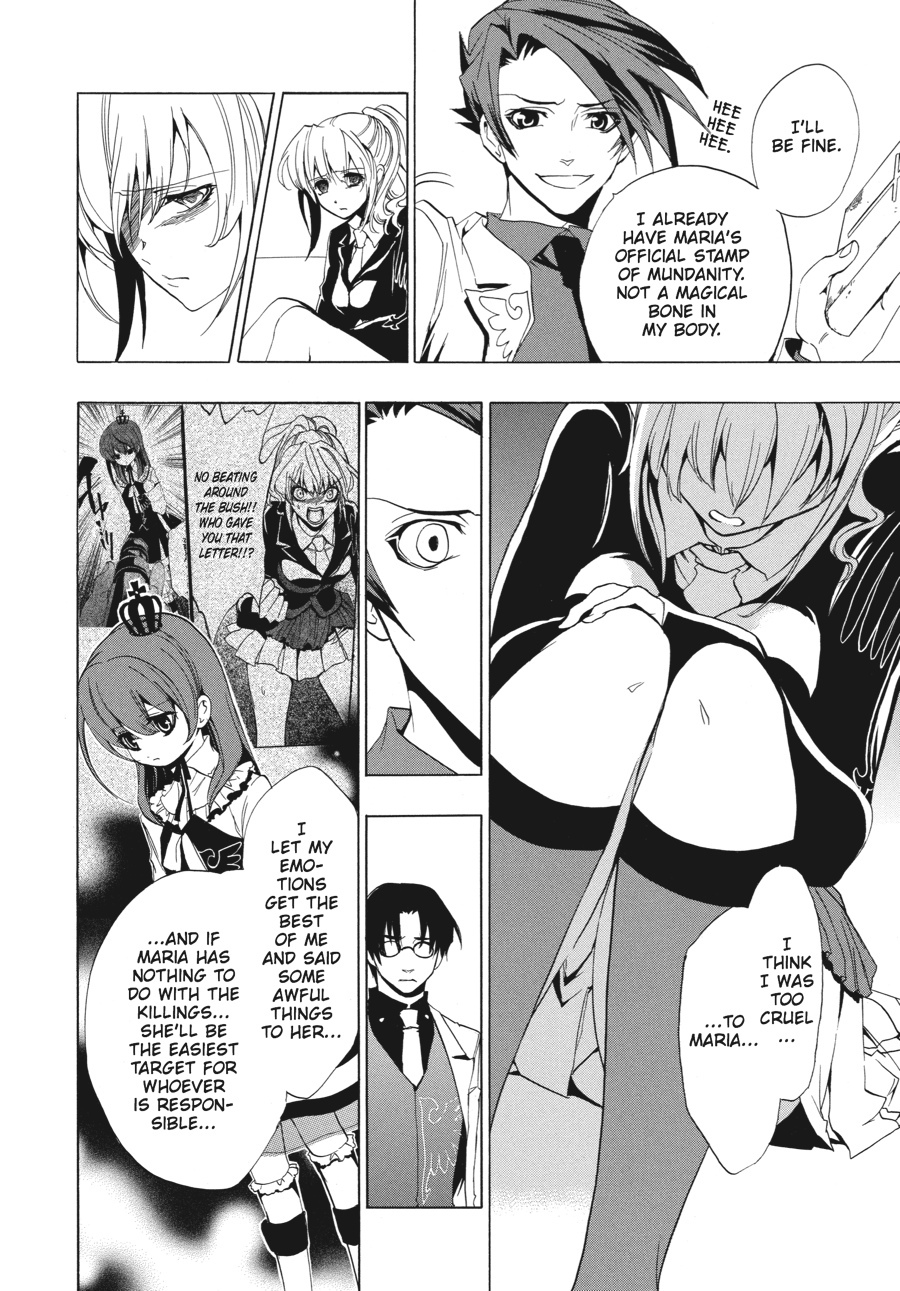 I'LL
BE FINE.
HEE
HEE
HEE.
I ALREADY
HAVE MARIA'S
OFFICIAL STAMP
OF MUNDANITY.
NOT A MAGICAL
BONE IN
MY BODY.
I
THINK
I WAS
TOO
CRUEL
...
...TO
MARIA...
NO BEATING
AROUND
THE BUSH!!
WHO GAVE
YOU THAT
LETTER!!?
I
LET MY
EMO-
TIONS
GET THE
BEST
OF ME
AND SAID
SOME
AWFUL
THINGS
TO HER...
...AND IF
MARIA HAS
NOTHING TO
DO WITH THE
KILLINGS...
SHE'LL BE
THE EASIEST
TARGET FOR
WHOEVER
IS RESPON-
SIBLE...